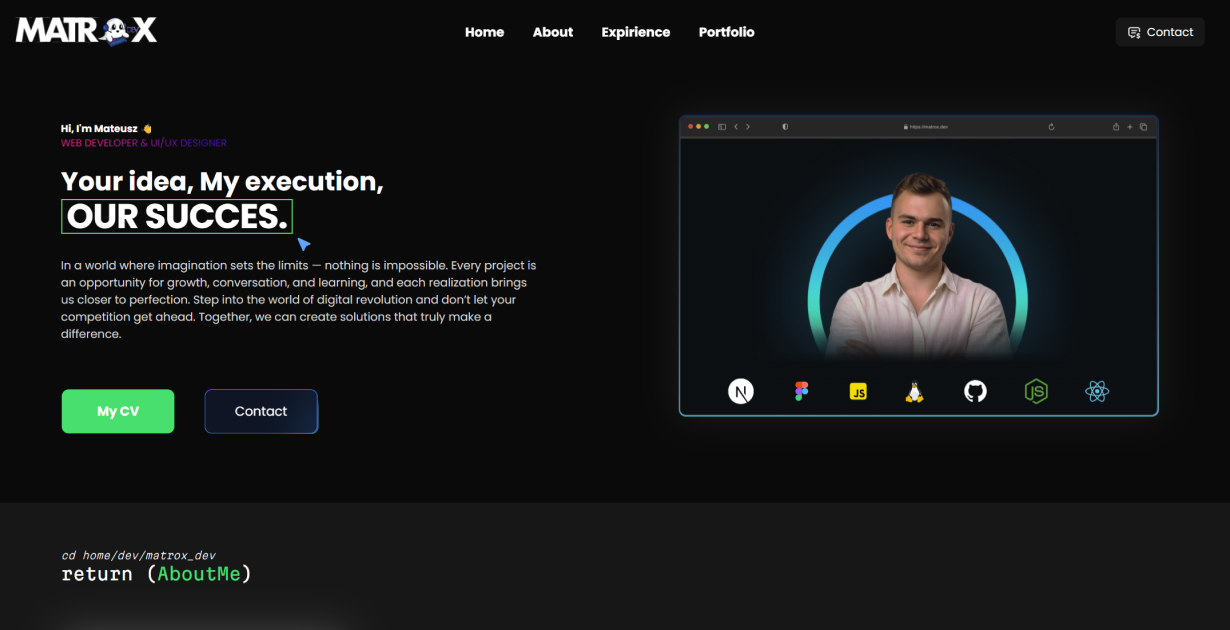 MATROX
Home About Expirience Portfolio
Contact
Hi, I'm Mateusz 👋
WEB DEVELOPER & UI/UX DESIGNER
Your idea, My execution,
OUR SUCCES.
In a world where imagination sets the limits — nothing is impossible. Every project is
an opportunity for growth, conversation, and learning, and each realization brings
us closer to perfection. Step into the world of digital revolution and don't let your
competition get ahead. Together, we can create solutions that truly make a
difference.
My CV
Contact
https://matrox.dev
N
JS
JS
cd home/dev/matrox_dev
return (AboutMe)